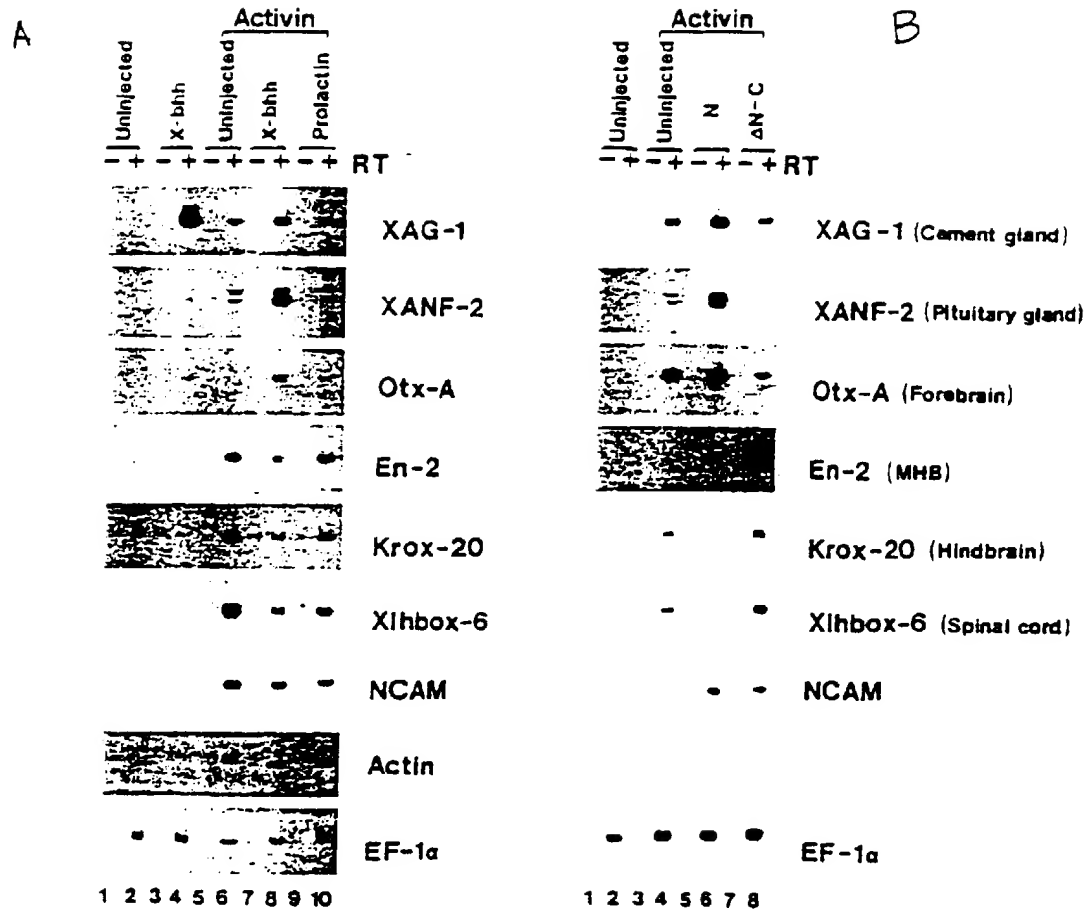 A
Activin
Uninjected
X-bhh
Uninjected
X-bhh
Prolactin
- + - + - + - + - + RT
XAG-1
XANF-2
Otx-A
En-2
Krox-20
Xlhbox-6
NCAM
Actin
EF-1α
1 2 3 4 5 6 7 8 9 10
B
Activin
Uninjected
Uninjected
N
ΔN-C
- + - + - + - + RT
XAG-1 (Cement gland)
XANF-2 (Pituitary gland)
Otx-A (Forebrain)
En-2 (MHB)
Krox-20 (Hindbrain)
Xlhbox-6 (Spinal cord)
NCAM
EF-1α
1 2 3 4 5 6 7 8